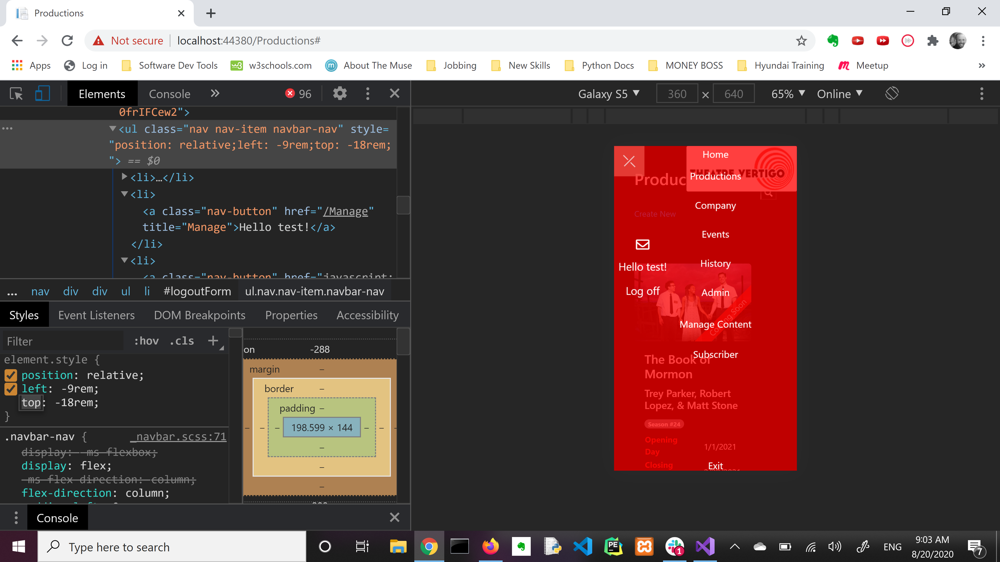 Productions
Not secure
localhost:44380/Productions#
Apps
Log in
Software Dev Tools
w3schools.com
About The Muse
Jobbing
New Skills
Python Docs
MONEY BOSS
Hyundai Training
Meetup
»
Elements
Console
»
96
Galaxy S5
360
×
640
65%
Online
0frIFCew2">
<ul class="nav nav-item navbar-nav" style=
"position: relative;left: -9rem;top: -18rem;
"> == $0
<li>…</li>
<li>
<a class="nav-button" href="/Manage"
title="Manage">Hello test!</a>
</li>
<li>
<a class="nav-button" href="javascript:
... nav div div ul li #logoutForm ul.nav.nav-item.navbar-nav
Styles
Event Listeners
DOM Breakpoints
Properties
Accessibility
Filter
:hov
.cls
element.style {
position: relative;
left: -9rem;
top: -18rem;
}
.navbar-nav {
_navbar.scss:71
display: -ms-flexbox;
display: flex;
-ms-flex-direction: column;
flex-direction: column;
on
-288
margin
–
border
–
padding
–
– – – 198.599 × 144 – – –
–
–
–
Console
Home
THEATRE VERTIGO
Productions
Produc
Company
Create New
Events
History
Hello test!
Log off
Admin
Coming Soon
Manage Content
Subscriber
The Book of
Mormon
Trey Parker, Robert
Lopez, & Matt Stone
Season #24
Opening
Day
1/1/2021
Closing
Exit
Type here to search
PE
1
ENG
9:03 AM
8/20/2020
7